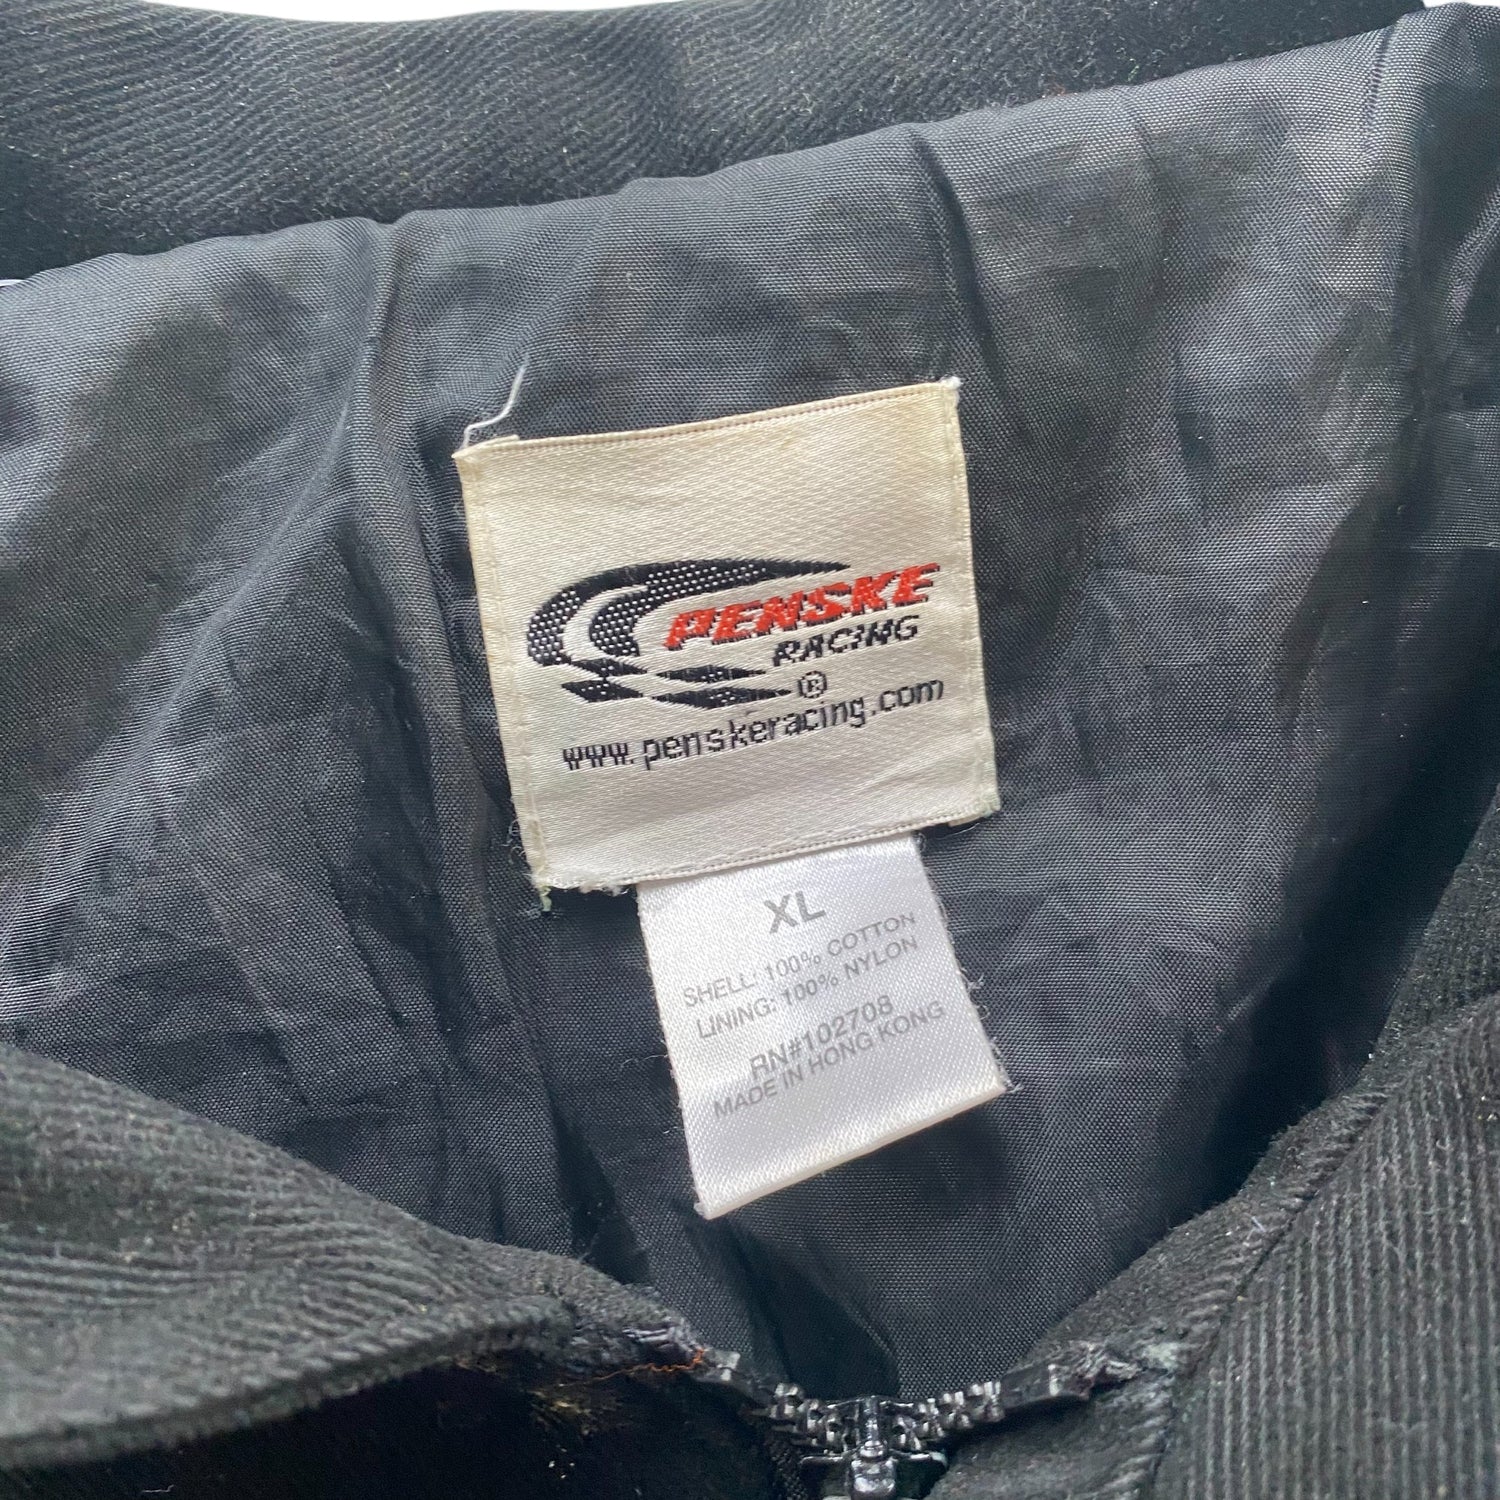 PENSKE
RACING
®
www.penskeracing.com
XL
SHELL: 100% COTTON
LINING: 100% NYLON
RN#102708
MADE IN HONG KONG